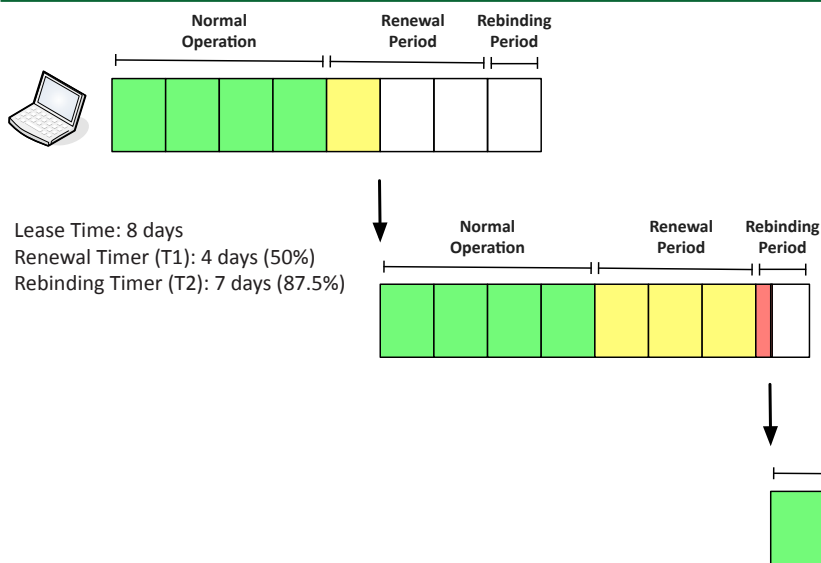 Normal
Operation
Renewal
Period
Rebinding
Period
Lease Time: 8 days
Renewal Timer (T1): 4 days (50%)
Rebinding Timer (T2): 7 days (87.5%)
Normal
Operation
Renewal
Period
Rebinding
Period